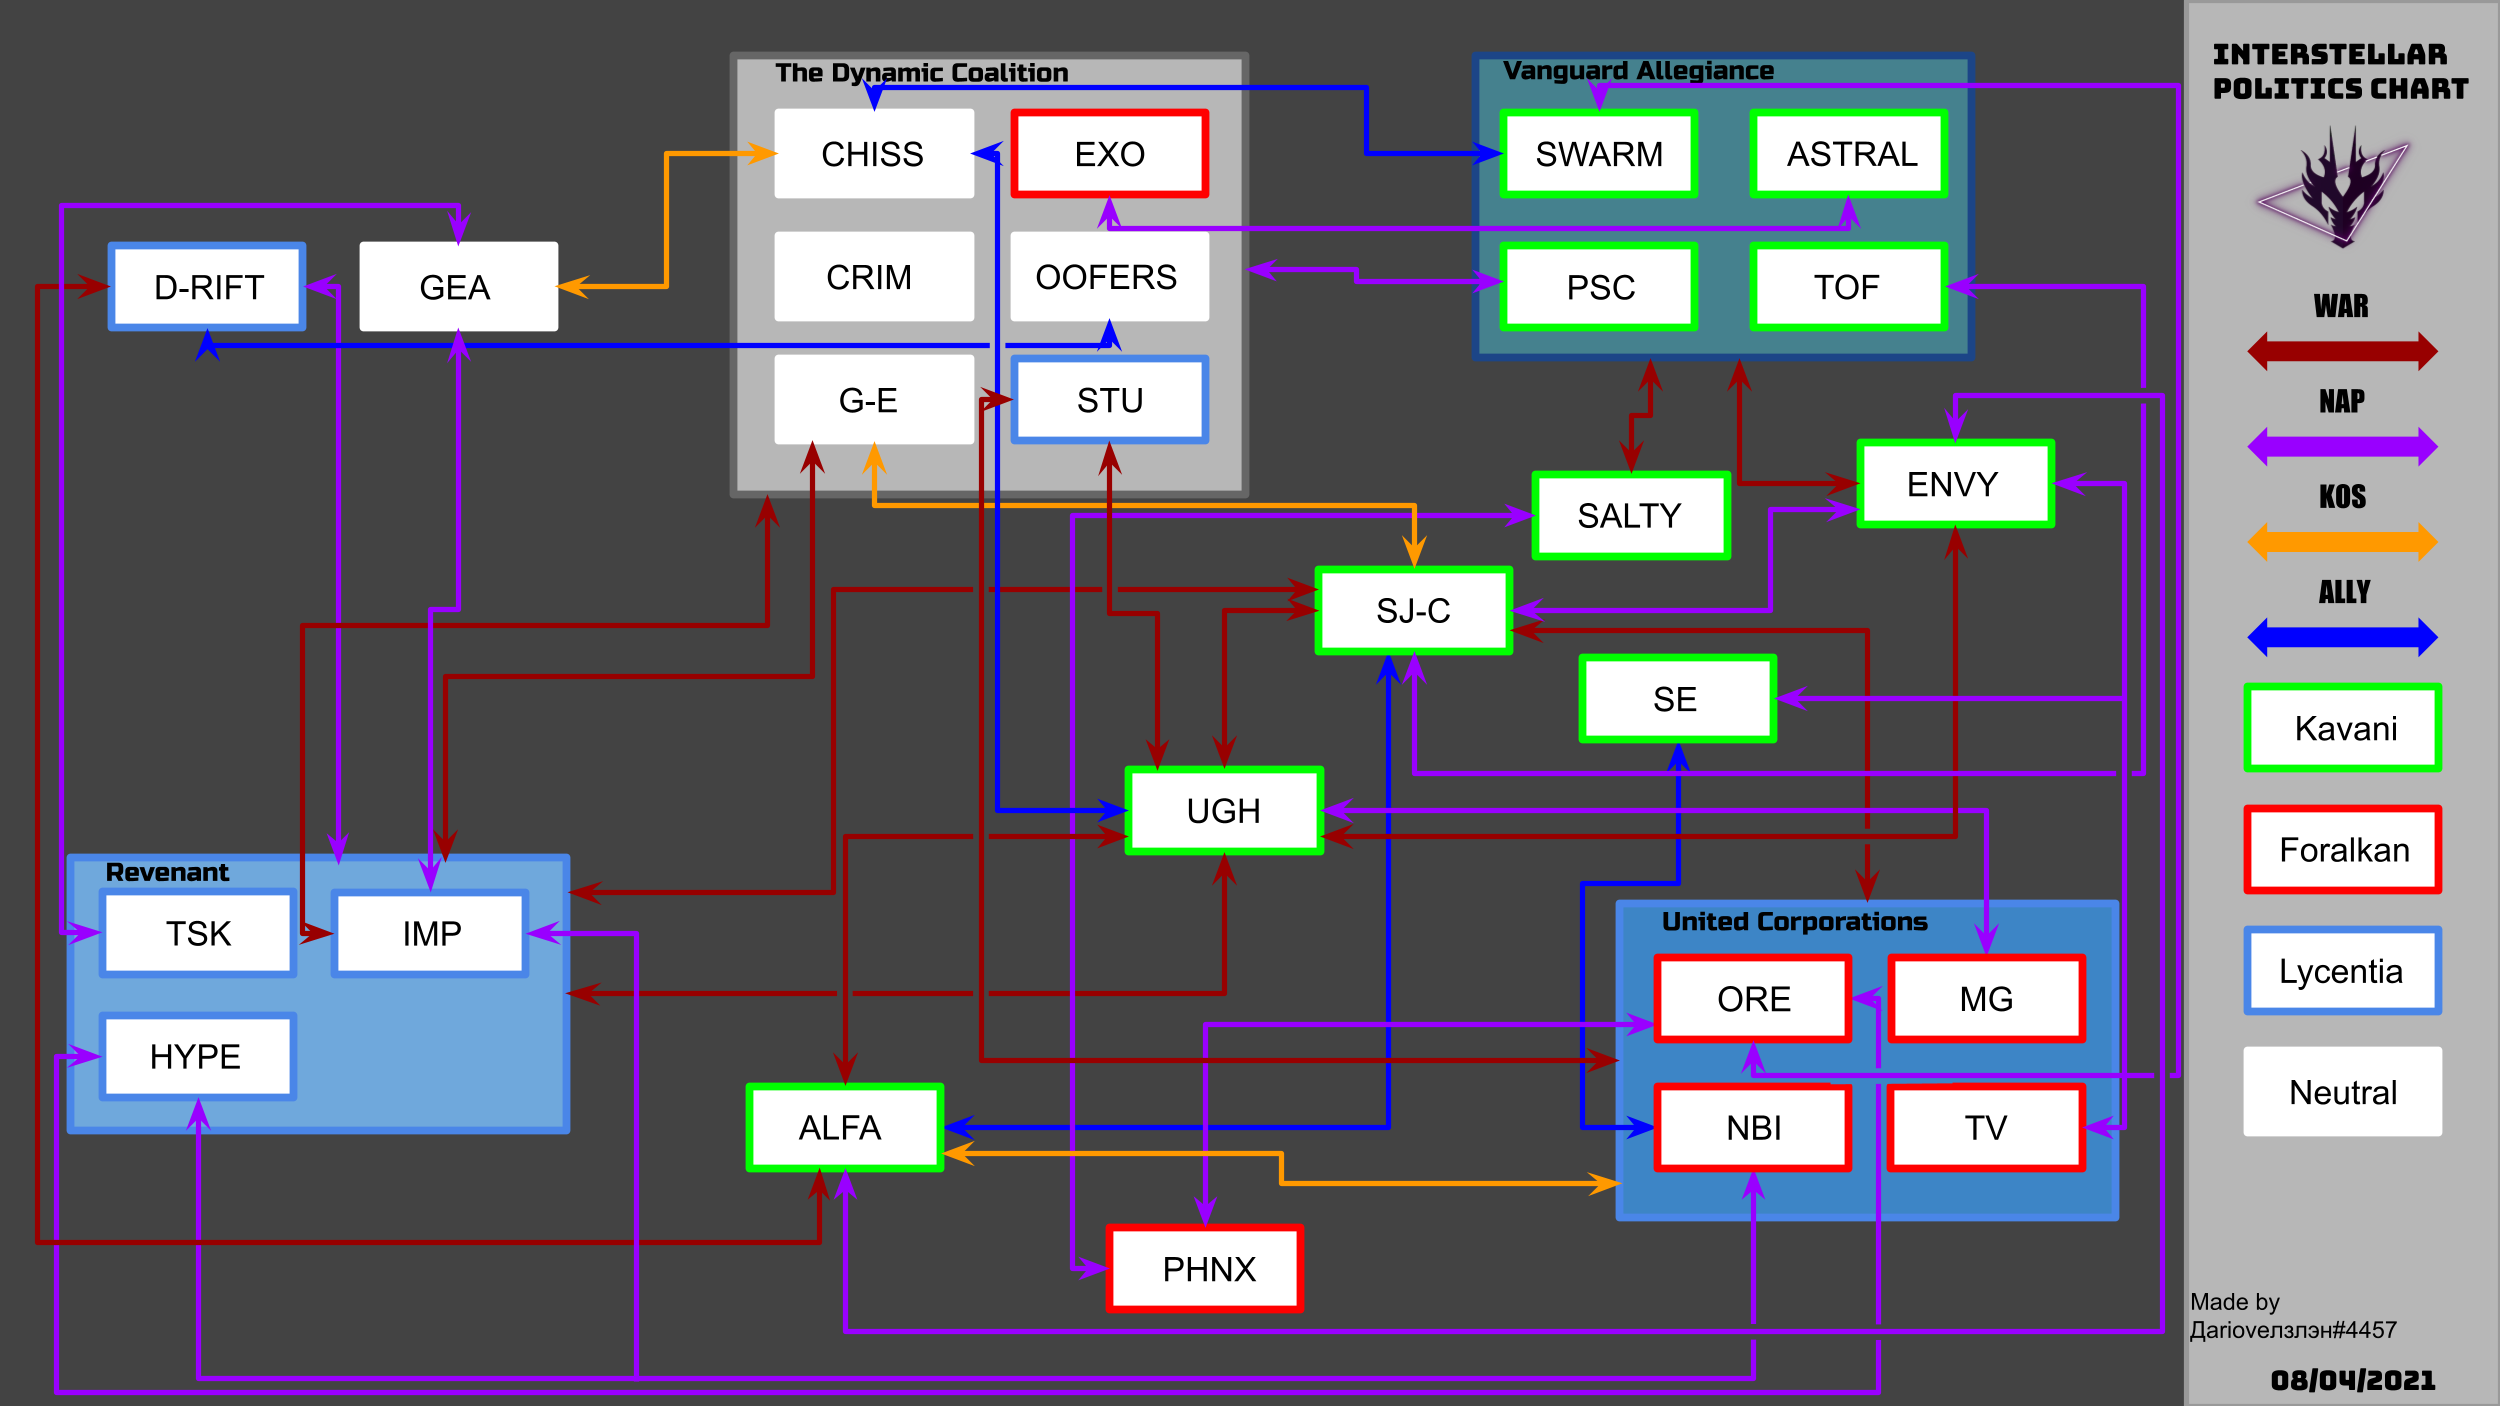 The Dynamic Coalition
CHISS
EXO
CRIM
OOFERS
G-E
STU
Vanguard Allegiance
SWARM
ASTRAL
PSC
TOF
D-RIFT
GEA
SALTY
ENVY
SJ-C
SE
UGH
Revenant
TSK
IMP
HYPE
United Corporations
ORE
MG
NBI
TV
ALFA
PHNX
INTERSTELLAR
POLITICS CHART
WAR
NAP
KOS
ALLY
Kavani
Foralkan
Lycentia
Neutral
Made by
Дarioveлззлэн#4457
08/04/2021